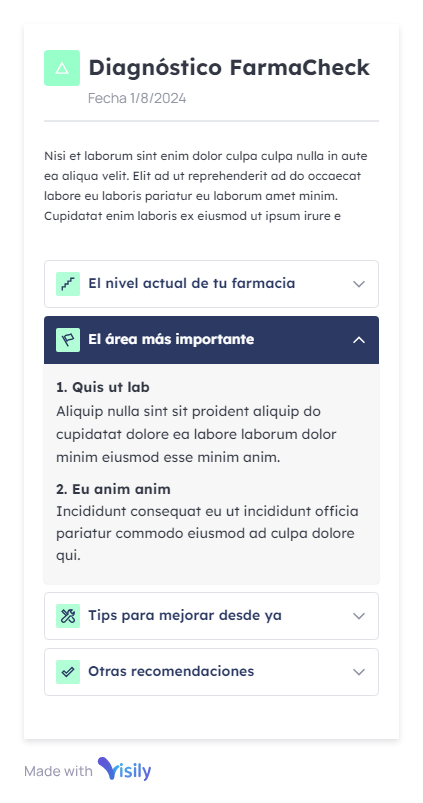 Diagnóstico FarmaCheck
Fecha 1/8/2024
Nisi et laborum sint enim dolor culpa culpa nulla in aute
ea aliqua velit. Elit ad ut reprehenderit ad do occaecat
labore eu laboris pariatur eu laborum amet minim.
Cupidatat enim laboris ex eiusmod ut ipsum irure e
El nivel actual de tu farmacia
El área más importante
1. Quis ut lab
Aliquip nulla sint sit proident aliquip do
cupidatat dolore ea labore laborum dolor
minim eiusmod esse minim anim.
2. Eu anim anim
Incididunt consequat eu ut incididunt officia
pariatur commodo eiusmod ad culpa dolore
qui.
Tips para mejorar desde ya
Otras recomendaciones
Made with Visily